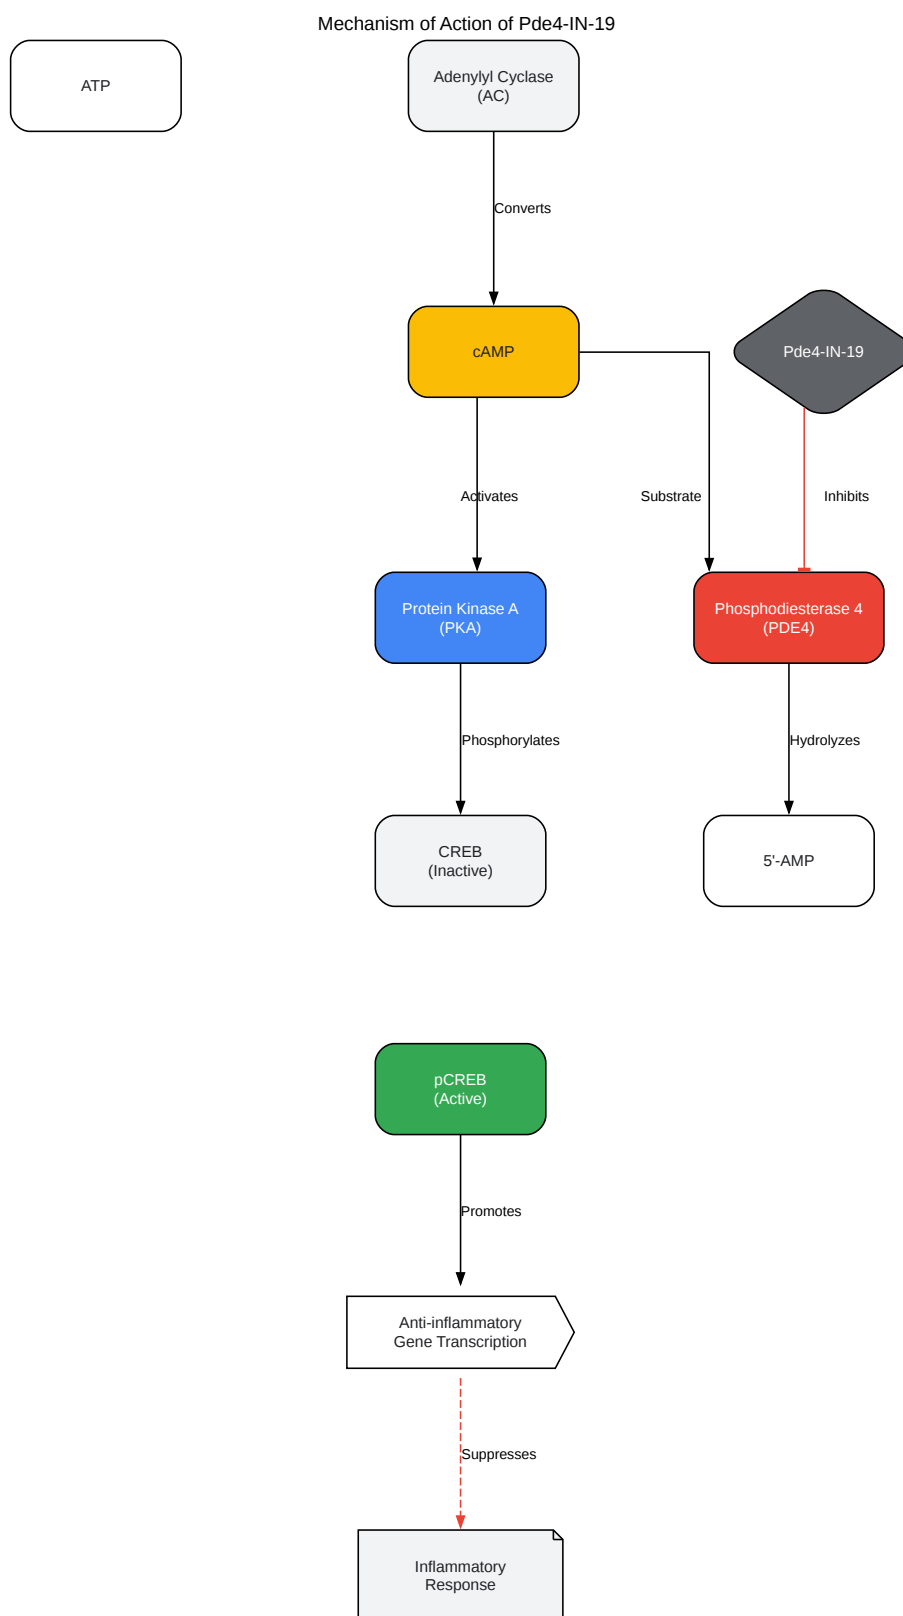 Mechanism of Action of Pde4-IN-19
ATP
Adenylyl Cyclase
(AC)
Converts
cAMP
Pde4-IN-19
Activates
Substrate
Inhibits
Protein Kinase A
(PKA)
Phosphodiesterase 4
(PDE4)
Phosphorylates
Hydrolyzes
CREB
(Inactive)
5'-AMP
pCREB
(Active)
Promotes
Anti-inflammatory
Gene Transcription
Suppresses
Inflammatory
Response